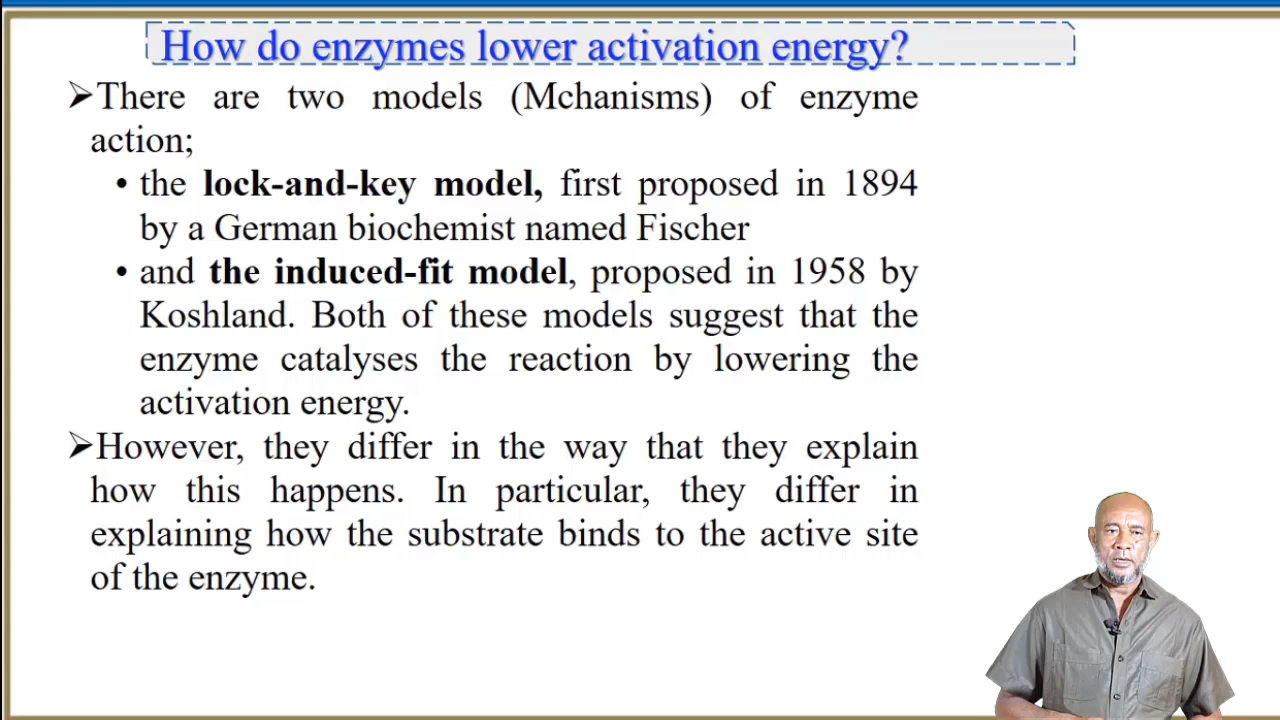 How do enzymes lower activation energy?
➢There are two models (Mchanisms) of enzyme
action;
• the lock-and-key model, first proposed in 1894
by a German biochemist named Fischer
• and the induced-fit model, proposed in 1958 by
Koshland. Both of these models suggest that the
enzyme catalyses the reaction by lowering the
activation energy.
➢However, they differ in the way that they explain
how this happens. In particular, they differ in
explaining how the substrate binds to the active site
of the enzyme.